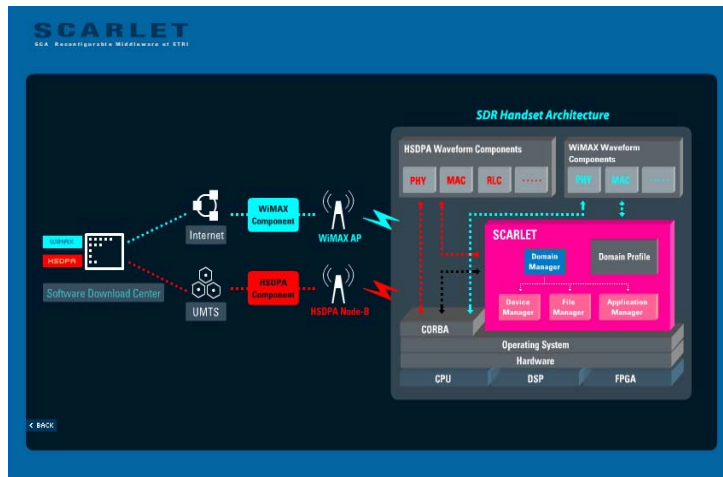 SCARLET
SCA Reconfigurable Middleware at ETRI
SDR Handset Architecture
HSDPA Waveform Components
PHY
MAC
RLC
.....
WiMAX Waveform
Components
PHY
MAC
......
WiMAX
HSDPA
Software Download Center
Internet
UMTS
WiMAX
Component
HSDPA
Component
WiMAX AP
HSDPA Node-B
SCARLET
Domain
Manager
Domain Profile
Device
Manager
File
Manager
Application
Manager
CORBA
Operating System
Hardware
CPU
DSP
FPGA
< BACK